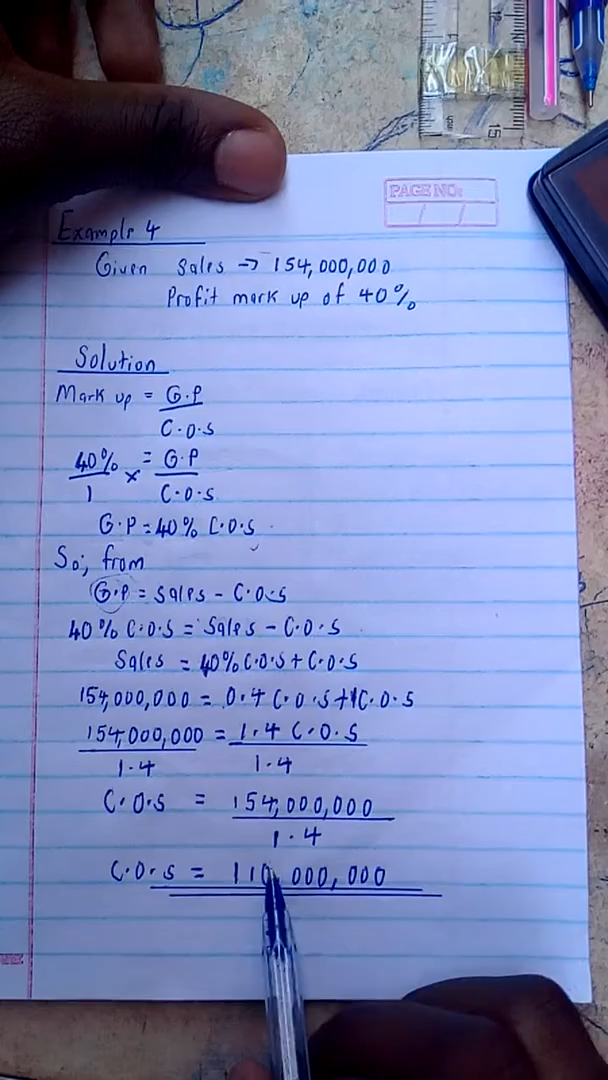 PAGE NO:
/ /
Example 4
Given Sales → 154,000,000
Profit mark up of 40%
Solution
Mark up = G.P
C.O.S
40% = G.P
1 × C.O.S
G.P = 40% C.O.S
So; from
G.P = Sales - C.O.S
40% C.O.S = Sales - C.O.S
Sales = 40% C.O.S + C.O.S
154,000,000 = 0.4 C.O.S + 1C.O.S
154,000,000 = 1.4 C.O.S
1.4 1.4
C.O.S = 154,000,000
1.4
C.O.S = 110,000,000